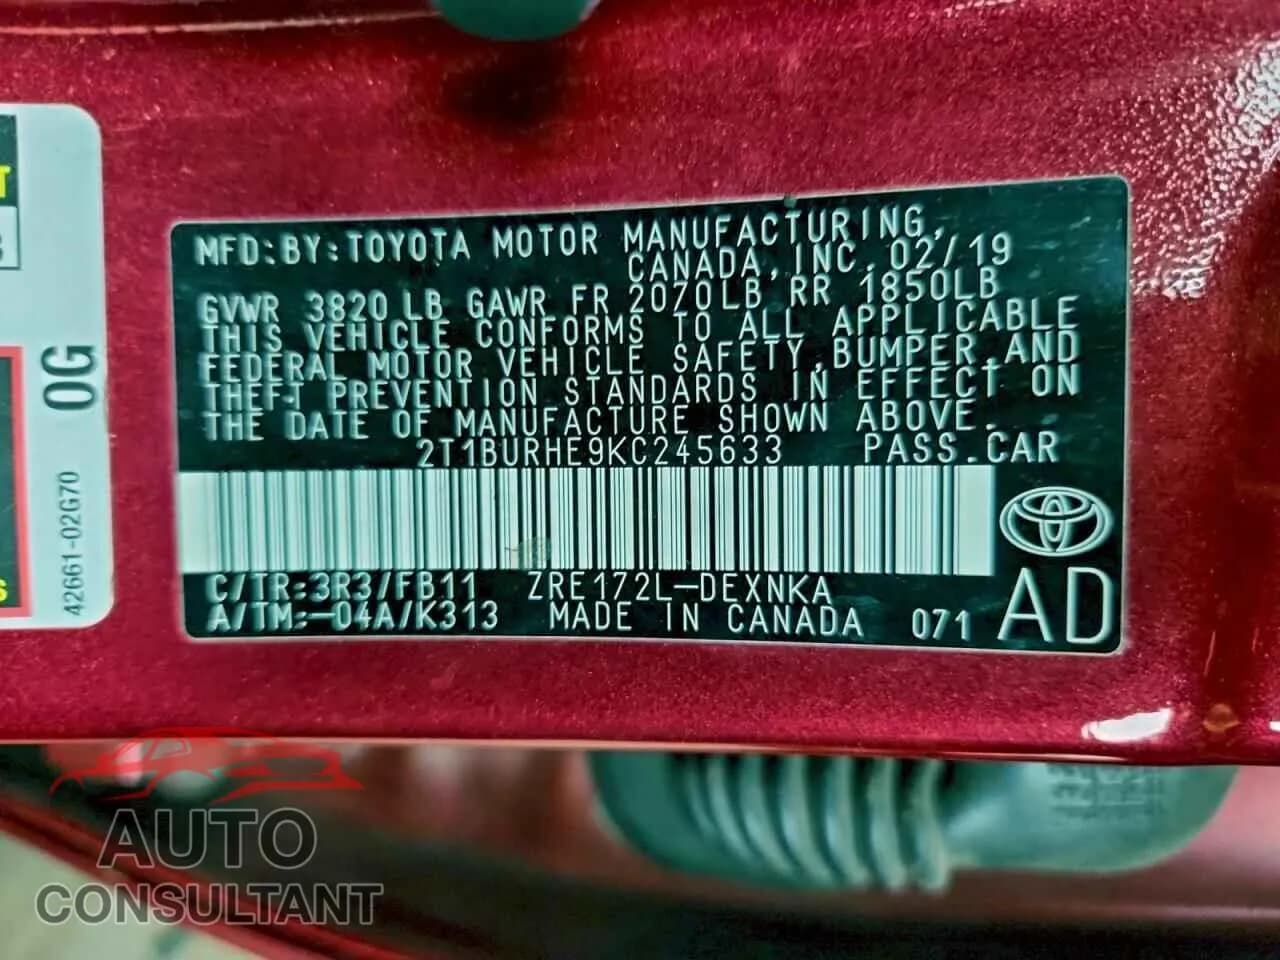 MFD.BY:TOYOTA MOTOR MANUFACTURING,
CANADA,INC.02/19
GVWR 3820 LB GAWR FR 2070LB RR 1850LB
THIS VEHICLE CONFORMS TO ALL APPLICABLE
FEDERAL MOTOR VEHICLE SAFETY,BUMPER,AND
THEFT PREVENTION STANDARDS IN EFFECT ON
THE DATE OF MANUFACTURE SHOWN ABOVE.
2T1BURHE9KC245633 PASS.CAR
C/TR:3R3/FB11 ZRE172L-DEXNKA
A/TM:-04A/K313 MADE IN CANADA 071 AD
0G
42661-02G70
AUTO
CONSULTANT